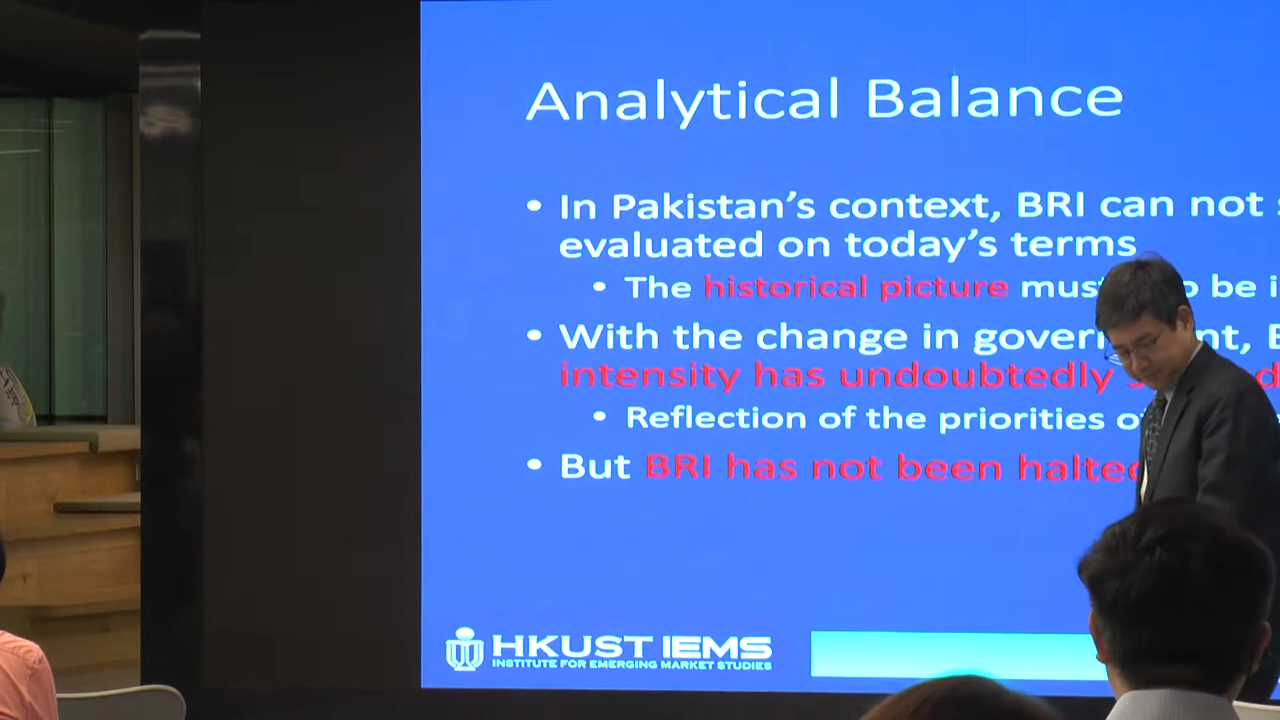 Analytical Balance
• In Pakistan's context, BRI can not
evaluated on today's terms
• The historical picture must be
• With the change in government,
intensity has undoubtedly
• Reflection of the priorities
• But BRI has not been halted
HKUST IEMS
INSTITUTE FOR EMERGING MARKET STUDIES